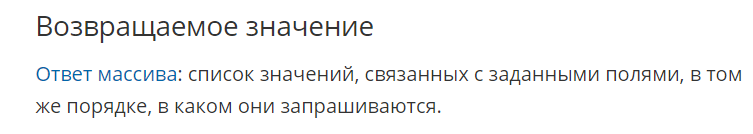 Возвращаемое значение
Ответ массива: список значений, связанных с заданными полями, в том
же порядке, в каком они запрашиваются.